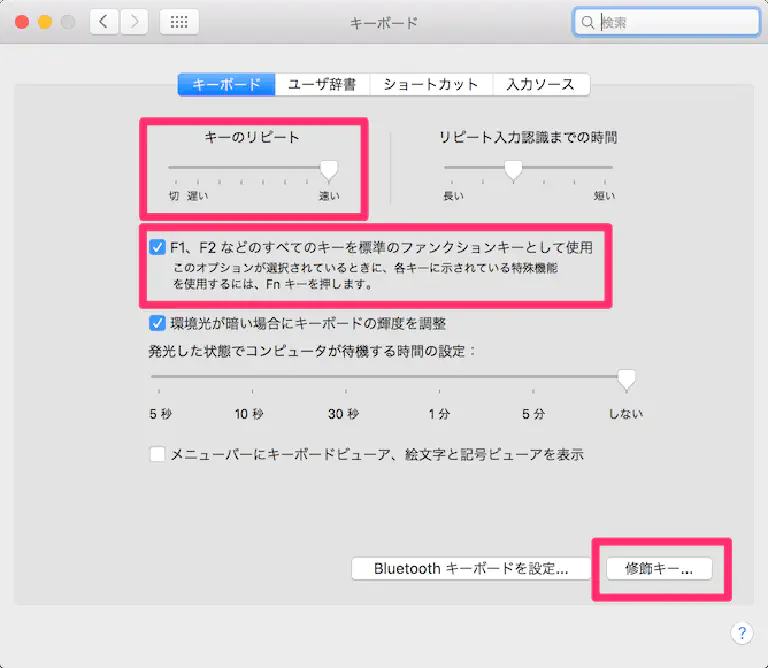 キーボード
検索
キーボード ユーザ辞書 ショートカット 入力ソース
キーのリピート リピート入力認識までの時間
切 遅い 速い 長い 短い
F1、F2 などのすべてのキーを標準のファンクションキーとして使用
このオプションが選択されているときに、各キーに示されている特殊機能
を使用するには、Fn キーを押します。
環境光が暗い場合にキーボードの輝度を調整
発光した状態でコンピュータが待機する時間の設定：
5 秒 10 秒 30 秒 1 分 5 分 しない
メニューバーにキーボードビューア、絵文字と記号ビューアを表示
Bluetooth キーボードを設定... 修飾キー...
?